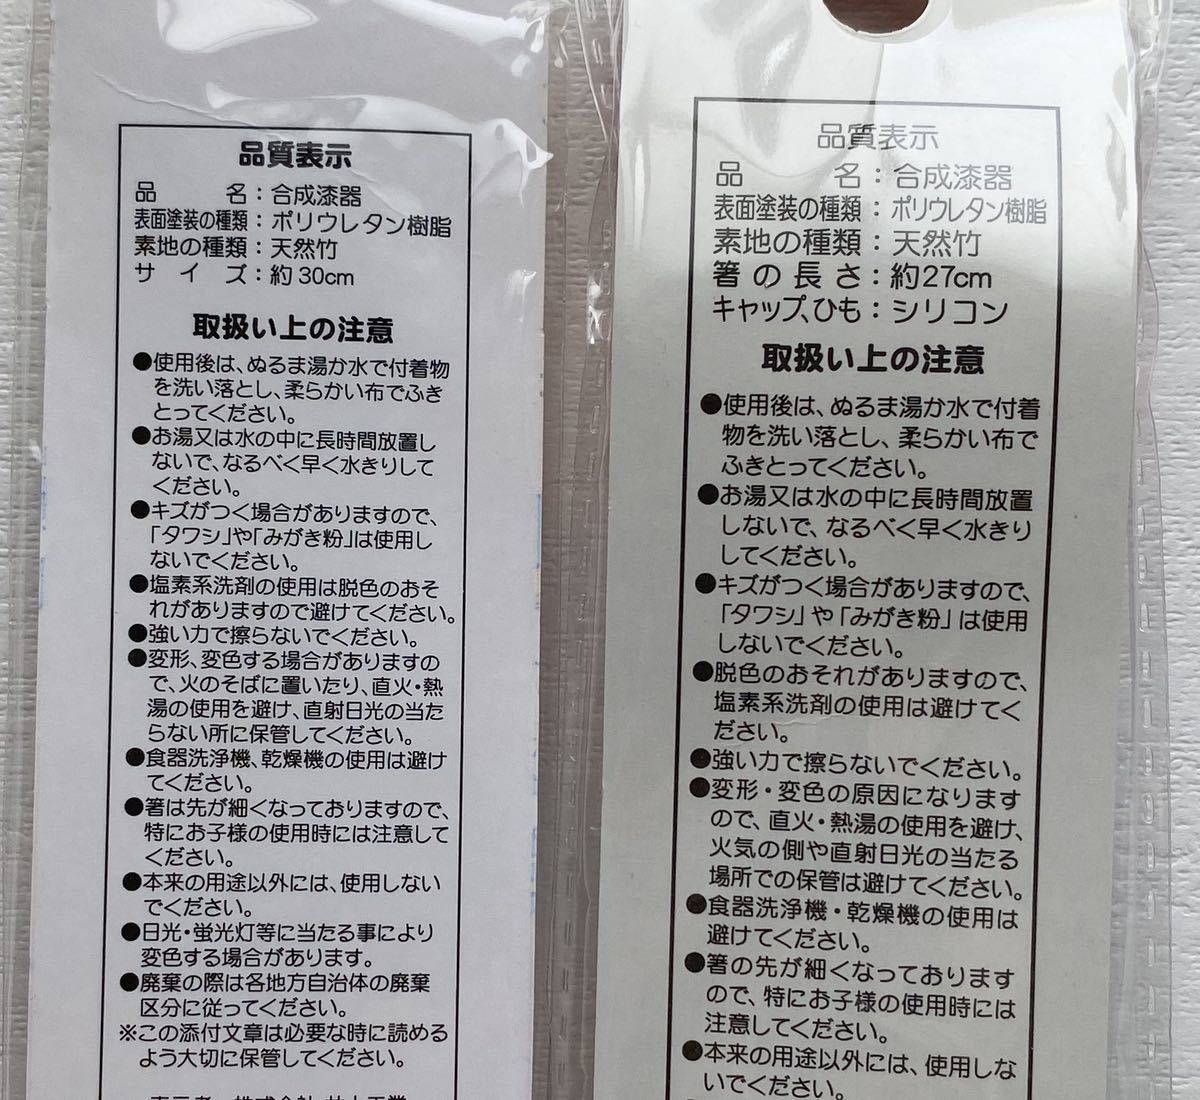 品質表示
品　　　名：合成漆器
表面塗装の種類：ポリウレタン樹脂
素地の種類：天然竹
サ イ ズ：約30cm
取扱い上の注意
●使用後は、ぬるま湯か水で付着物
を洗い落とし、柔らかい布でふき
とってください。
●お湯又は水の中に長時間放置し
ないで、なるべく早く水きりして
ください。
●キズがつく場合がありますので、
「タワシ」や「みがき粉」は使用し
ないでください。
●塩素系洗剤の使用は脱色のおそ
れがありますので避けてください。
●強い力で擦らないでください。
●変形、変色する場合がありますの
で、火のそばに置いたり、直火・熱
湯の使用を避け、直射日光の当た
らない所に保管してください。
●食器洗浄機、乾燥機の使用は避け
てください。
●箸は先が細くなっておりますので、
特にお子様の使用時には注意して
ください。
●本来の用途以外には、使用しない
でください。
●日光・蛍光灯等に当たる事により
変色する場合があります。
●廃棄の際は各地方自治体の廃棄
区分に従ってください。
※この添付文章は必要な時に読める
よう大切に保管してください。
品質表示
品　　　名：合成漆器
表面塗装の種類：ポリウレタン樹脂
素地の種類：天然竹
箸の長さ：約27cm
キャップ、ひも：シリコン
取扱い上の注意
●使用後は、ぬるま湯か水で付着
物を洗い落とし、柔らかい布で
ふきとってください。
●お湯又は水の中に長時間放置
しないで、なるべく早く水きり
してください。
●キズがつく場合がありますので、
「タワシ」や「みがき粉」は使用
しないでください。
●脱色のおそれがありますので、
塩素系洗剤の使用は避けてく
ださい。
●強い力で擦らないでください。
●変形・変色の原因になります
ので、直火・熱湯の使用を避け、
火気の側や直射日光の当たる
場所での保管は避けてください。
●食器洗浄機・乾燥機の使用は
避けてください。
●箸の先が細くなっております
ので、特にお子様の使用時には
注意してください。
●本来の用途以外には、使用しな
いでください。